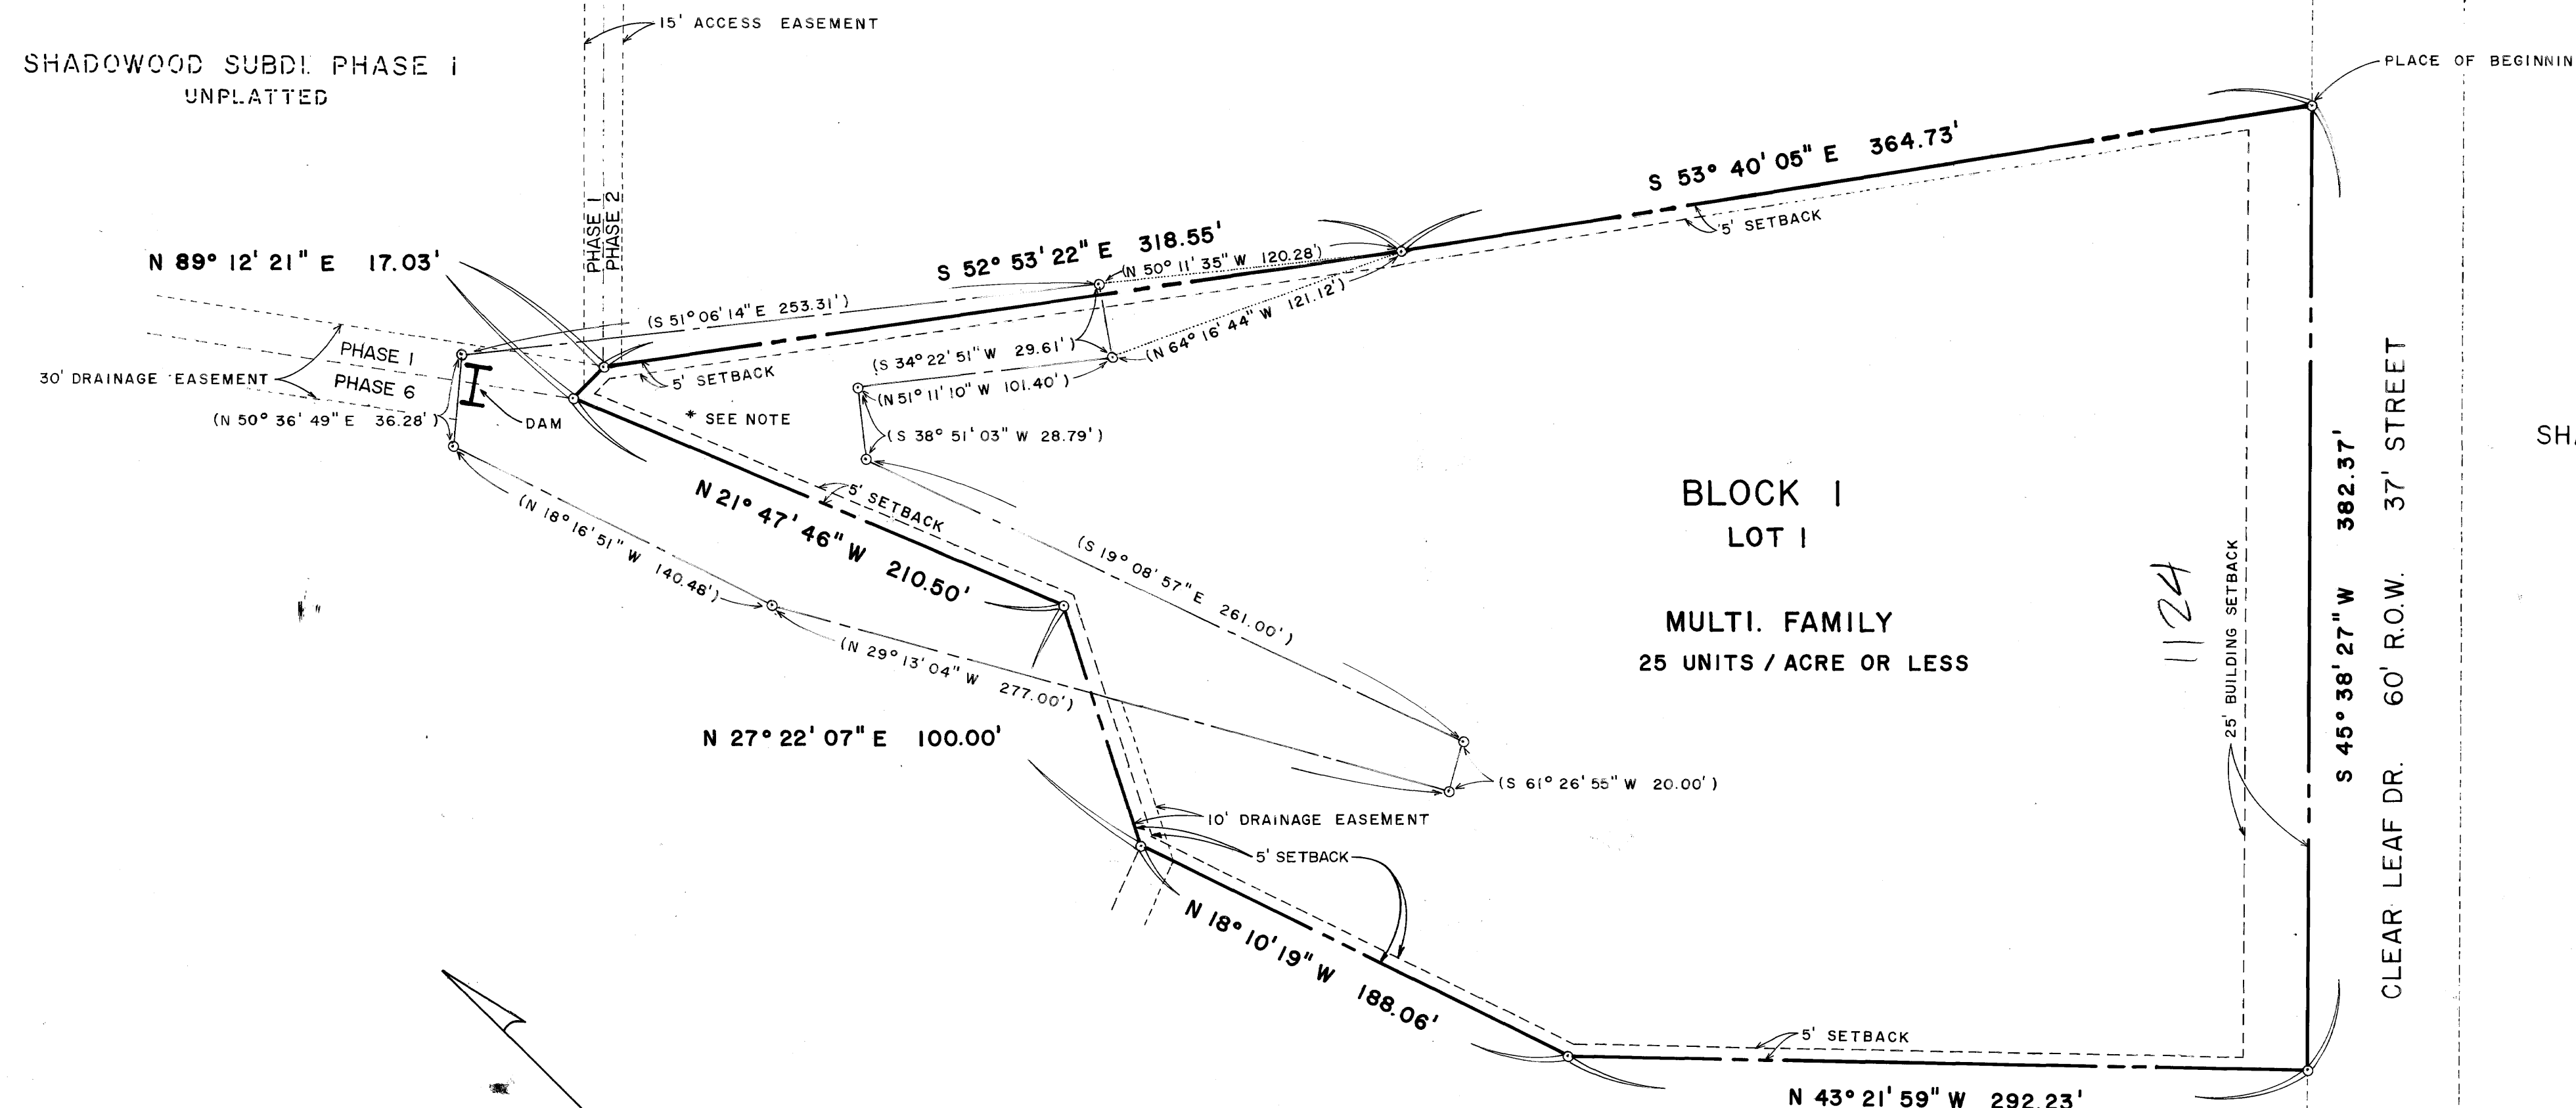 15' ACCESS EASEMENT
SHADOWOOD SUBDI. PHASE 1
UNPLATTED
PLACE OF BEGINNIN
S 53° 40' 05" E 364.73'
5' SETBACK
PHASE 1
PHASE 2
N 89° 12' 21" E 17.03'
S 52° 53' 22" E 318.55'
(N 50° 11' 35" W 120.28')
(S 51° 06' 14" E 253.31')
(N 64° 16' 44" W 121.12')
(S 34° 22' 51" W 29.61')
(N 51° 11' 10" W 101.40')
(S 38° 51' 03" W 28.79')
PHASE 1
PHASE 6
30' DRAINAGE EASEMENT
(N 50° 36' 49" E 36.28')
DAM
5' SETBACK
* SEE NOTE
5' SETBACK
N 21° 47' 46" W 210.50'
(N 18° 16' 51" W 140.48')
(N 29° 13' 04" W 277.00')
(S 19° 08' 57" E 261.00')
(S 61° 26' 55" W 20.00')
BLOCK 1
LOT 1
MULTI. FAMILY
25 UNITS / ACRE OR LESS
1124
25' BUILDING SETBACK
S 45° 38' 27" W 382.37'
CLEAR LEAF DR. 60' R.O.W. 37' STREET
SHA
N 27° 22' 07" E 100.00'
10' DRAINAGE EASEMENT
5' SETBACK
N 18° 10' 19" W 188.06'
5' SETBACK
N 43° 21' 59" W 292.23'